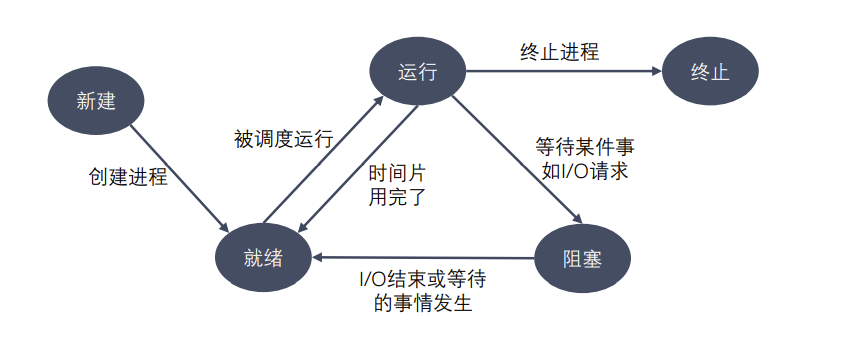 新建
创建进程
被调度运行
运行
时间片
用完了
终止进程
终止
等待某件事
如I/O请求
就绪
阻塞
I/O结束或等待
的事情发生